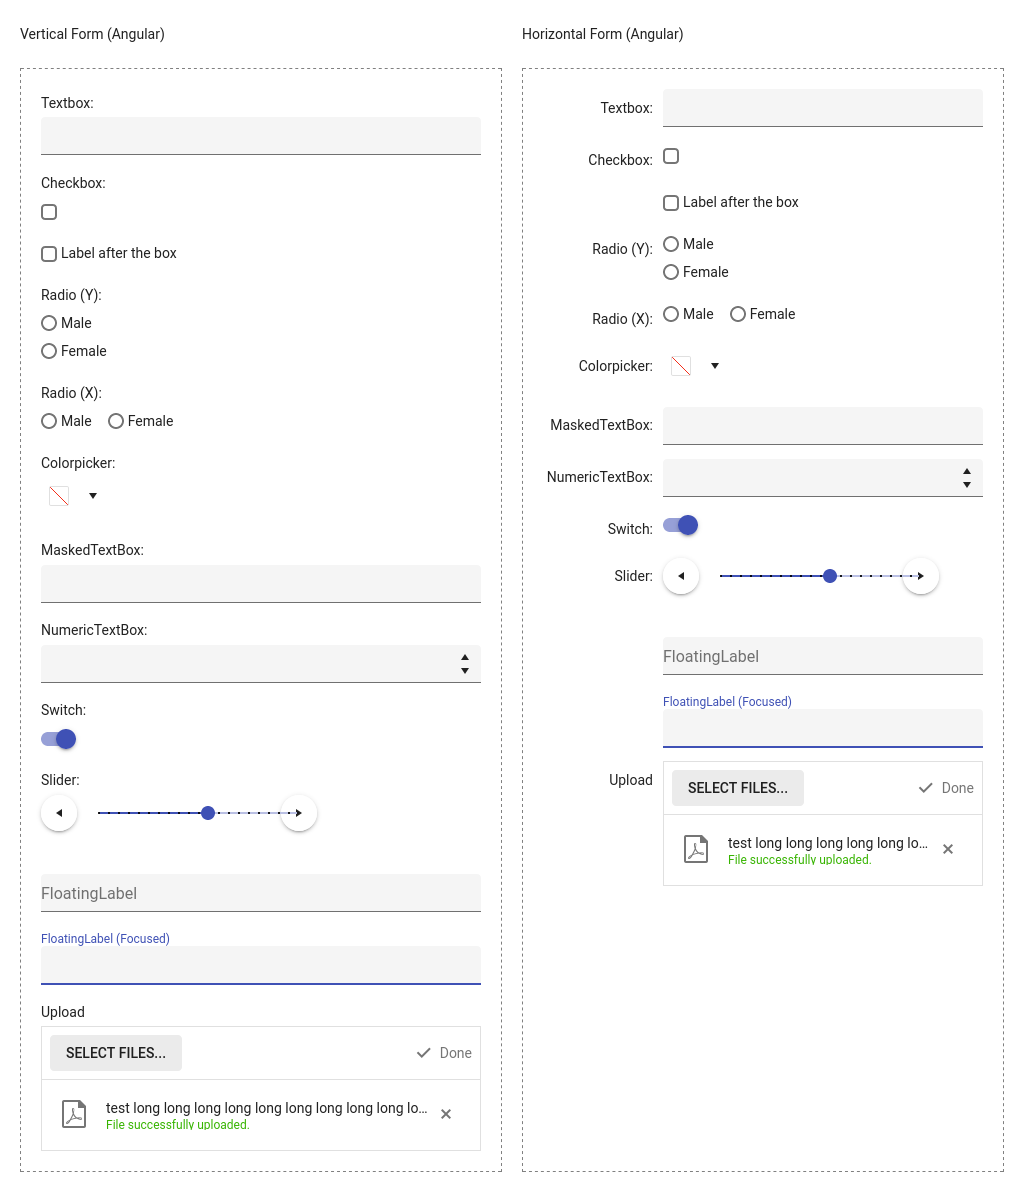 Vertical Form (Angular)
Textbox:
Checkbox:
Label after the box
Radio (Y):
Male
Female
Radio (X):
Male Female
Colorpicker:
MaskedTextBox:
NumericTextBox:
Switch:
Slider:
FloatingLabel
FloatingLabel (Focused)
Upload
SELECT FILES... Done
test long long long long long long long long long lo...
File successfully uploaded.
Horizontal Form (Angular)
Textbox:
Checkbox:
Label after the box
Radio (Y): Male
Female
Radio (X): Male Female
Colorpicker:
MaskedTextBox:
NumericTextBox:
Switch:
Slider:
FloatingLabel
FloatingLabel (Focused)
Upload SELECT FILES... Done
test long long long long long lo...
File successfully uploaded.